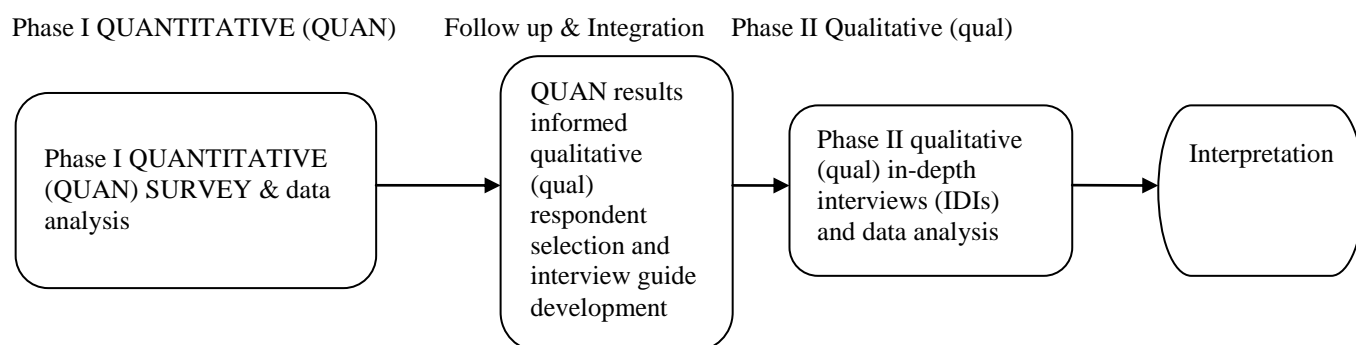 Phase I QUANTITATIVE (QUAN)
Follow up & Integration
Phase II Qualitative (qual)
Phase I QUANTITATIVE
(QUAN) SURVEY & data
analysis
QUAN results
informed
qualitative
(qual)
respondent
selection and
interview guide
development
Phase II qualitative
(qual) in-depth
interviews (IDIs)
and data analysis
Interpretation